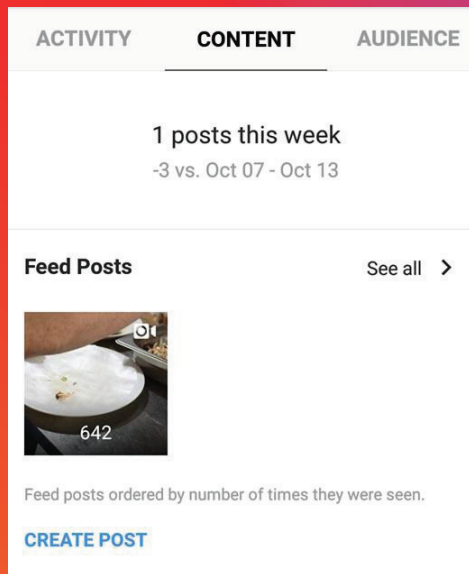 ACTIVITY CONTENT AUDIENCE
1 posts this week
-3 vs. Oct 07 - Oct 13
Feed Posts See all
642
Feed posts ordered by number of times they were seen.
CREATE POST